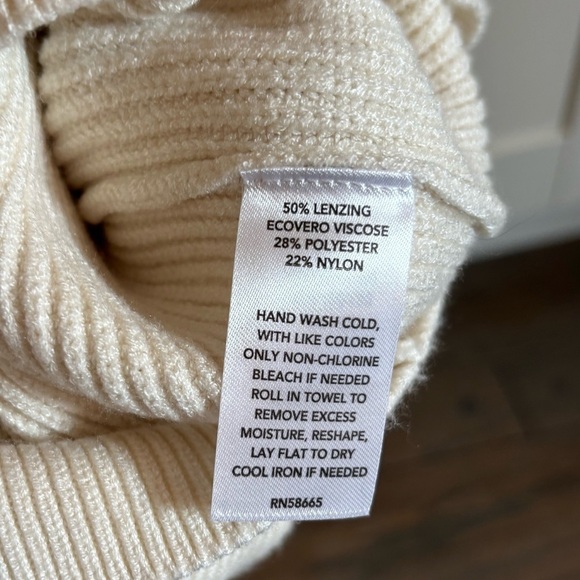 50% LENZING
ECOVERO VISCOSE
28% POLYESTER
22% NYLON
HAND WASH COLD,
WITH LIKE COLORS
ONLY NON-CHLORINE
BLEACH IF NEEDED
ROLL IN TOWEL TO
REMOVE EXCESS
MOISTURE, RESHAPE,
LAY FLAT TO DRY
COOL IRON IF NEEDED
RN58665